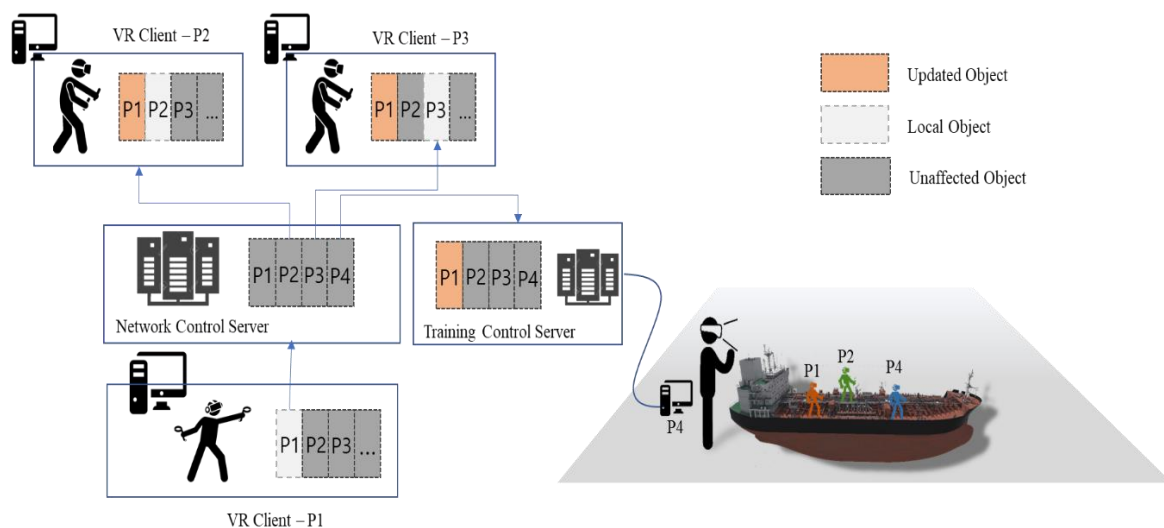 VR Client – P2
P1 P2 P3 ...
VR Client – P3
P1 P2 P3 ...
Updated Object
Local Object
Unaffected Object
P1 P2 P3 P4
Network Control Server
P1 P2 P3 P4
Training Control Server
P1 P2 P3 ...
VR Client – P1
P4
P1
P2
P4